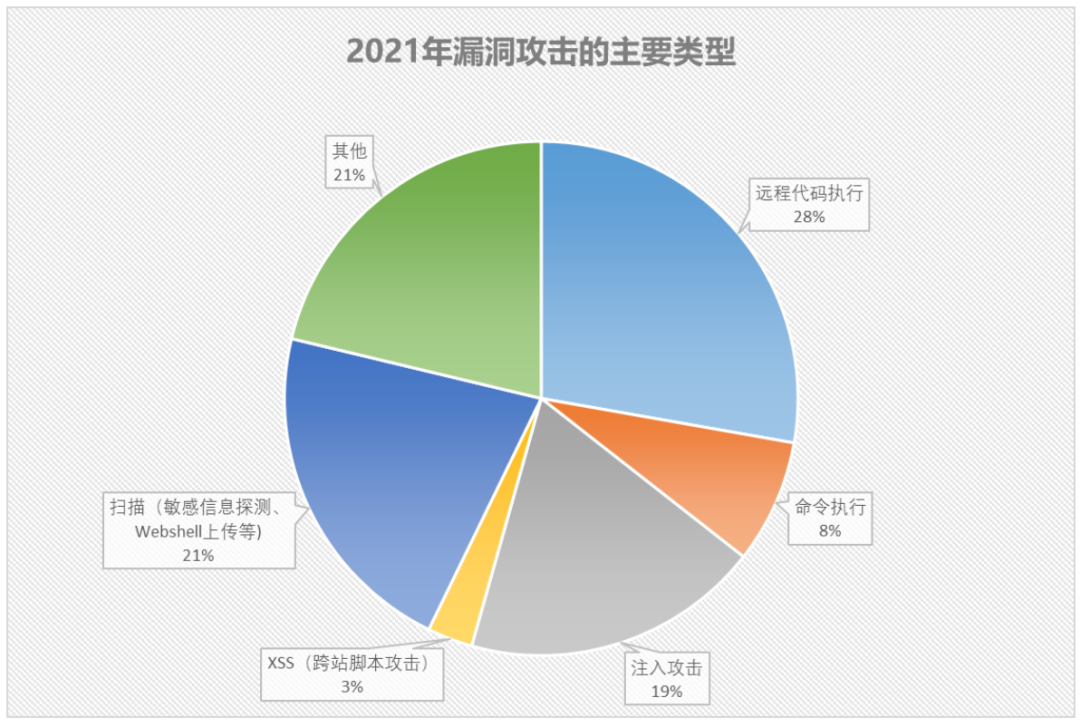 2021年漏洞攻击的主要类型
其他
21%
远程代码执行
28%
扫描（敏感信息探测、
Webshell上传等)
21%
命令执行
8%
XSS（跨站脚本攻击）
3%
注入攻击
19%